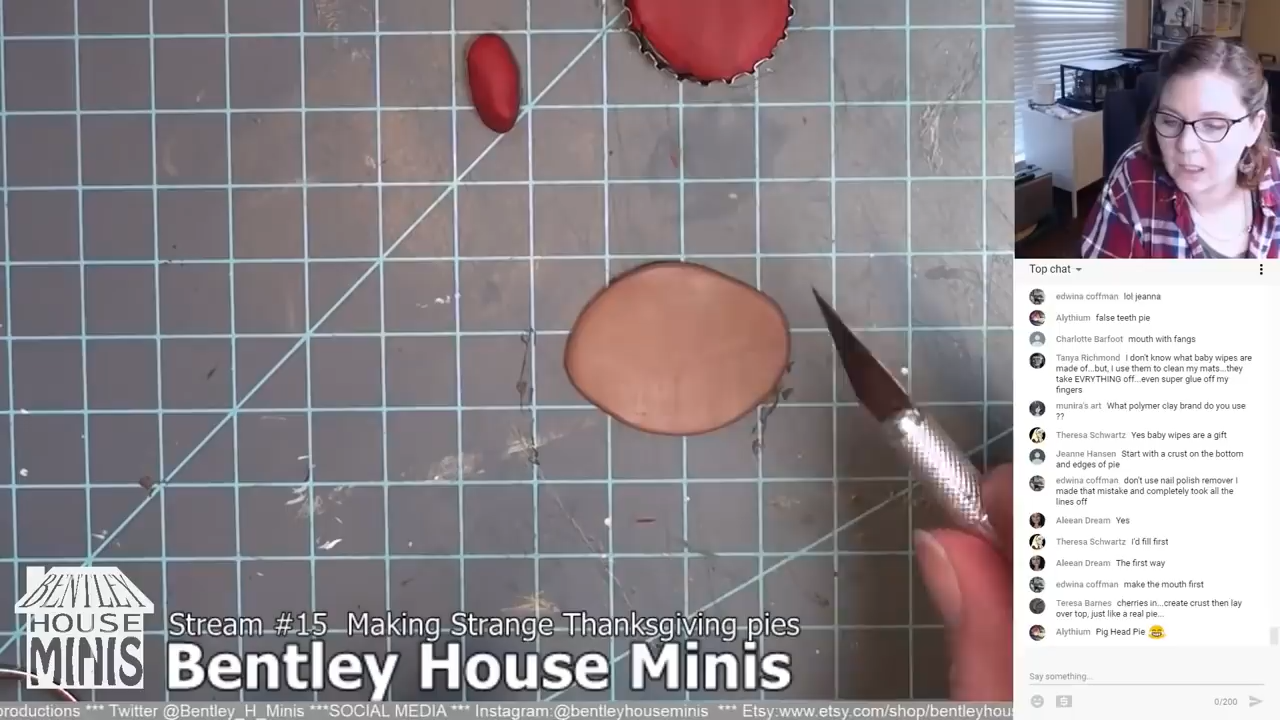 BENTLEY
HOUSE
MINIS
Stream #15 Making Strange Thanksgiving pies
Bentley House Minis
productions *** Twitter @Bentley_H_Minis ***SOCIAL MEDIA *** Instagram:@bentleyhouseminis *** Etsy:www.etsy.com/shop/bentleyhous
Top chat
edwina coffman lol jeanna
Alythium false teeth pie
Charlotte Barfoot mouth with fangs
Tanya Richmond I don't know what baby wipes are
made of...but, I use them to clean my mats...they
take EVRYTHING off...even super glue off my
fingers
munira's art What polymer clay brand do you use
??
Theresa Schwartz Yes baby wipes are a gift
Jeanne Hansen Start with a crust on the bottom
and edges of pie
edwina coffman don't use nail polish remover I
made that mistake and completely took all the
lines off
Aleean Dream Yes
Theresa Schwartz I'd fill first
Aleean Dream The first way
edwina coffman make the mouth first
Teresa Barnes cherries in...create crust then lay
over top, just like a real pie...
Alythium Pig Head Pie 😂
Say something...
0/200